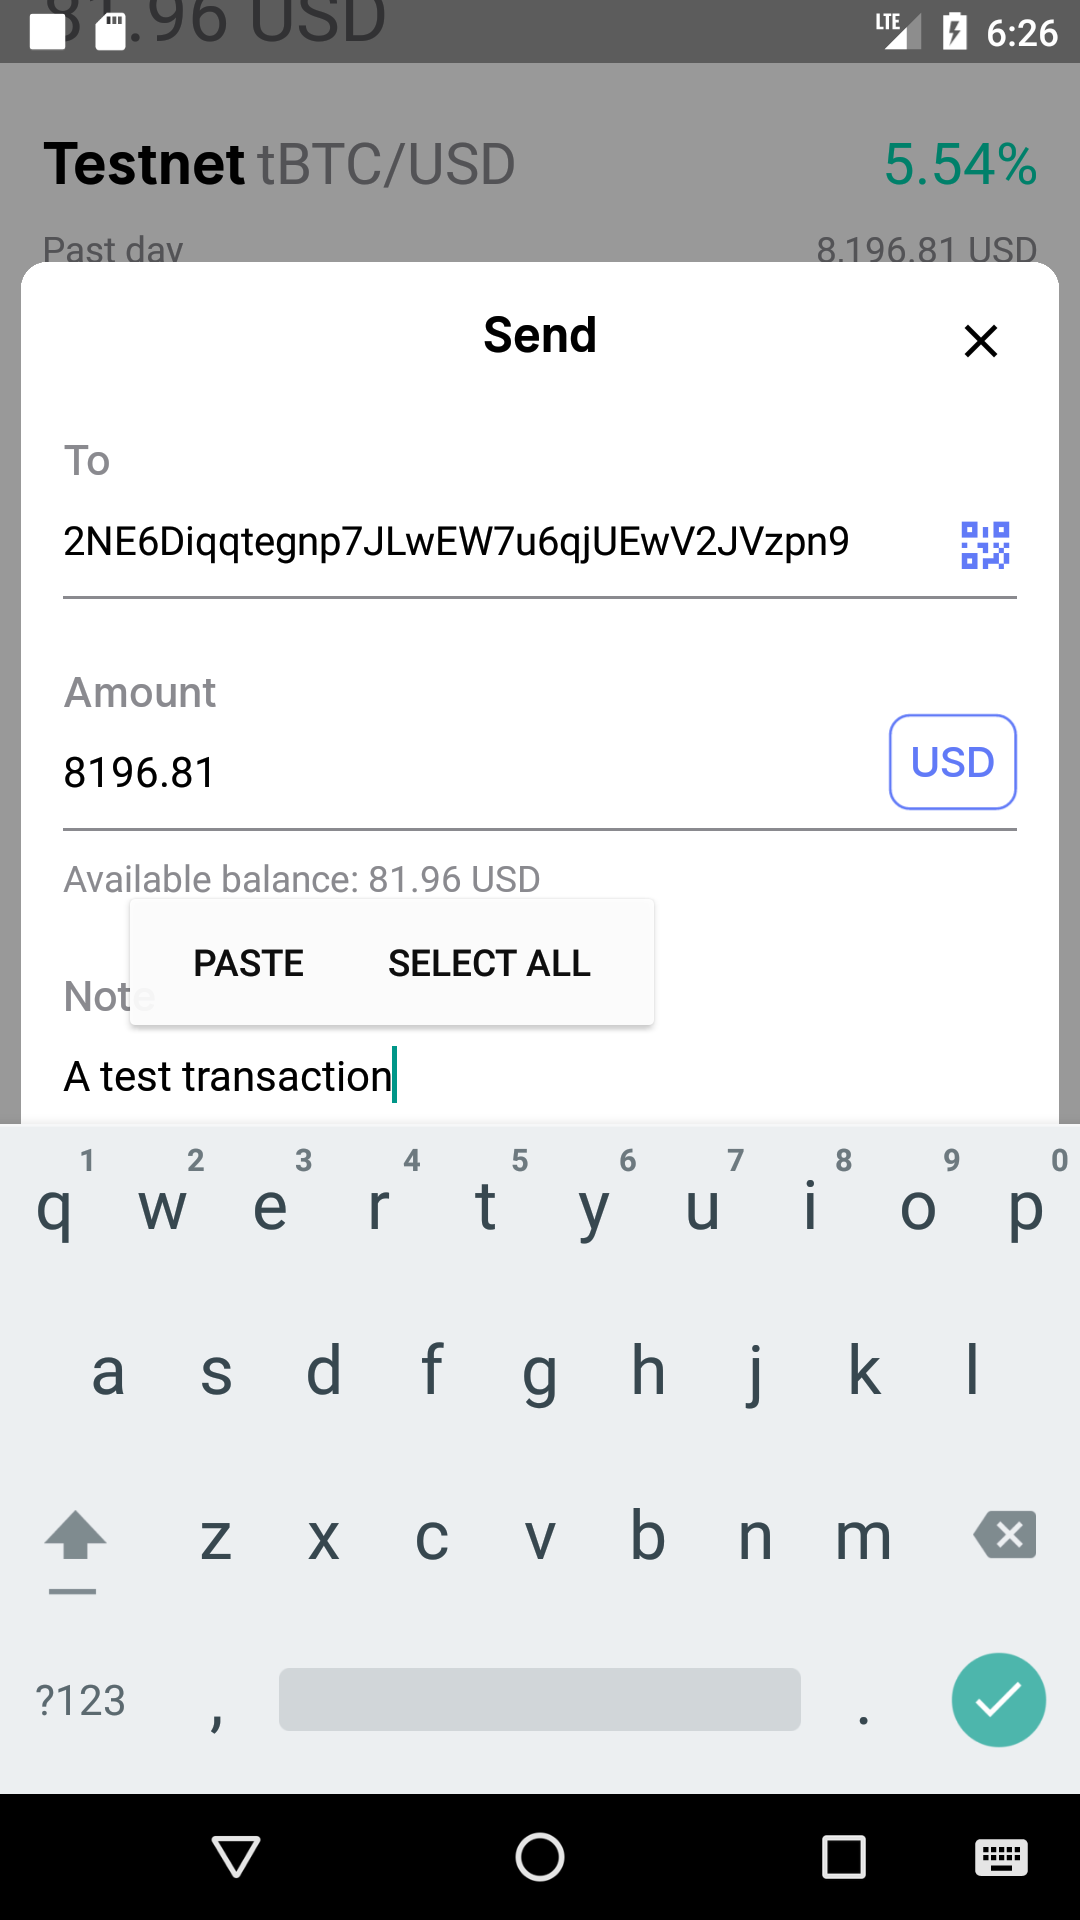 81.96 USD
LTE 6:26
Testnet tBTC/USD 5.54%
Past day 8,196.81 USD
Send
To
2NE6Diqqtegnp7JLwEW7u6qjUEwV2JVzpn9
Amount
8196.81 USD
Available balance: 81.96 USD
PASTE SELECT ALL
Note
A test transaction
1 2 3 4 5 6 7 8 9 0
q w e r t y u i o p
a s d f g h j k l
z x c v b n m
?123 , .